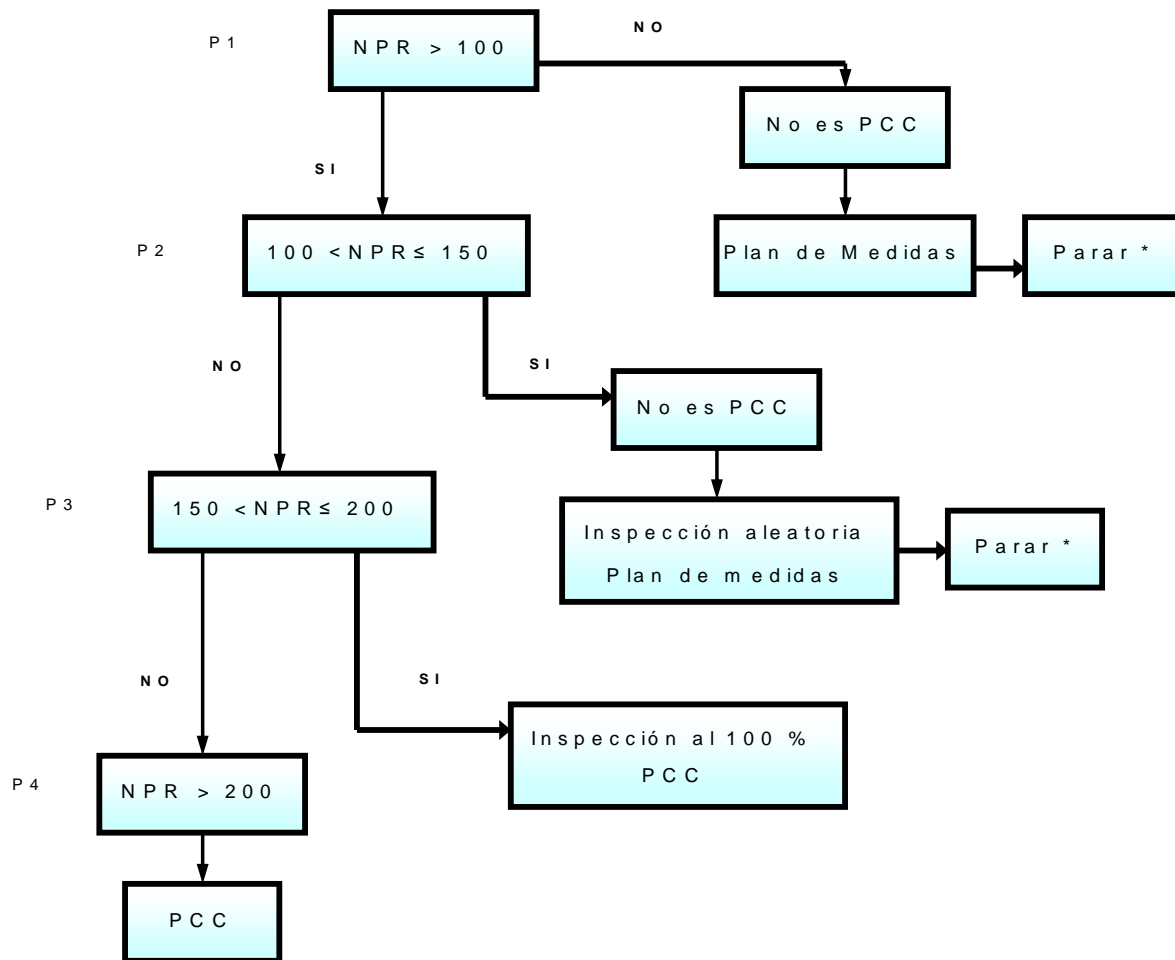 P1
NPR > 100
NO
No es PCC
SI
P2
100 <NPR≤ 150
Plan de Medidas
Parar *
NO
SI
No es PCC
P3
150 <NPR≤ 200
Inspección aleatoria
Plan de medidas
Parar *
NO
SI
Inspección al 100 %
PCC
P4
NPR > 200
PCC